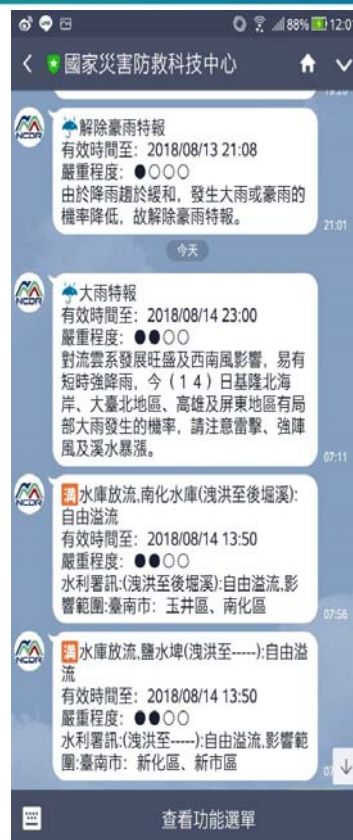 88% 12:0
國家災害防救科技中心
解除豪雨特報
有效時間至: 2018/08/13 21:08
嚴重程度: ●○○○
由於降雨趨於緩和,發生大雨或豪雨的
機率降低,故解除豪雨特報。
21:01
今天
大雨特報
有效時間至: 2018/08/14 23:00
嚴重程度: ●●○○
對流雲系發展旺盛及西南風影響,易有
短時強降雨,今(14)日基隆北海
岸、大臺北地區、高雄及屏東地區有局
部大雨發生的機率,請注意雷擊、強陣
風及溪水暴漲。
07:11
滿水庫放流,南化水庫(洩洪至後堀溪):
自由溢流
有效時間至: 2018/08/14 13:50
嚴重程度: ●●○○
水利署訊:(洩洪至後堀溪):自由溢流,影
響範圍:臺南市: 玉井區、南化區
07:56
滿水庫放流,鹽水埤(洩洪至-----):自由溢
流
有效時間至: 2018/08/14 13:50
嚴重程度: ●●○○
水利署訊:(洩洪至-----):自由溢流,影響範
圍:臺南市: 新化區、新市區
查看功能選單